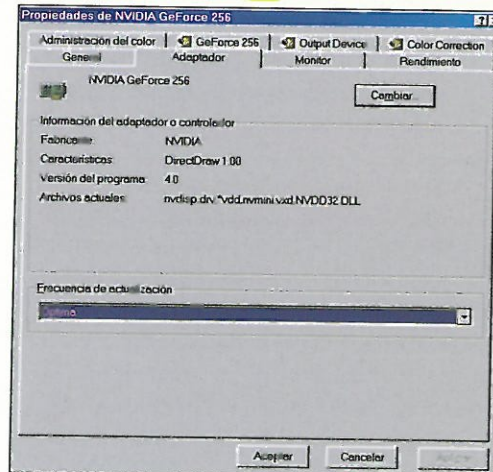 Propiedades de NVIDIA GeForce 256
Administración del color GeForce 256 Output Device Color Correction
General Adaptador Monitor Rendimiento
NVIDIA GeForce 256
Cambiar...
Información del adaptador o controlador
Fabricante: NVIDIA
Características: DirectDraw 1.00
Versión del programa: 4.0
Archivos actuales: nvdisp.drv,*vdd,nvmini.vxd,NVDD32.DLL
Frecuencia de actualización
Óptima
Aceptar Cancelar Aplicar